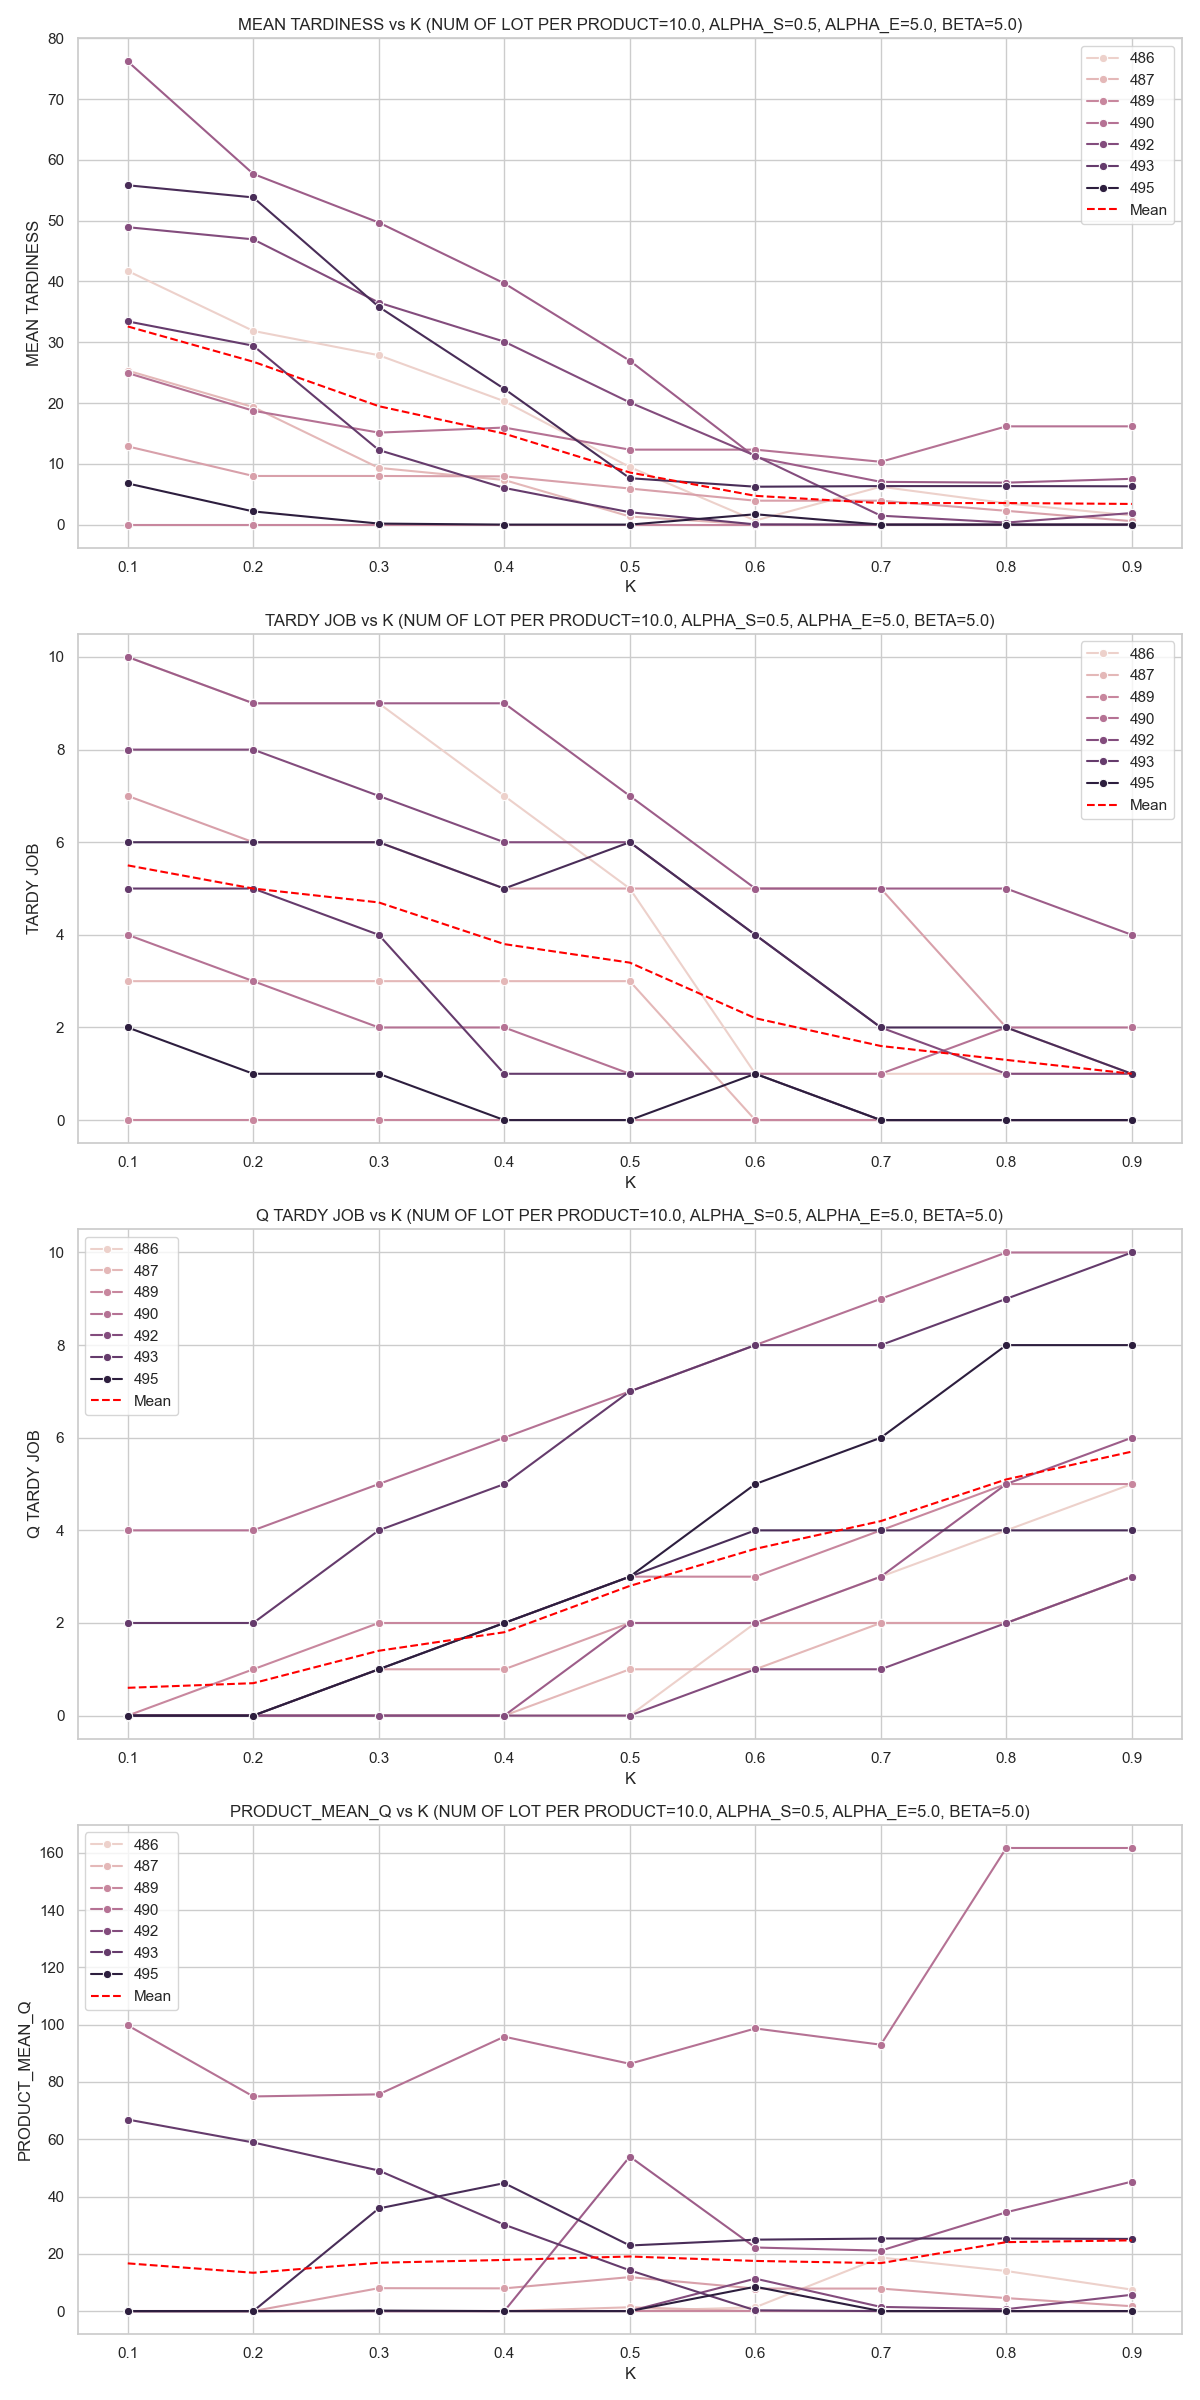 MEAN TARDINESS vs K (NUM OF LOT PER PRODUCT=10.0, ALPHA_S=0.5, ALPHA_E=5.0, BETA=5.0)
80
70
60
50
40
30
20
10
0
MEAN TARDINESS
486
487
489
490
492
493
495
Mean
0.1 0.2 0.3 0.4 0.5 0.6 0.7 0.8 0.9
K
TARDY JOB vs K (NUM OF LOT PER PRODUCT=10.0, ALPHA_S=0.5, ALPHA_E=5.0, BETA=5.0)
10
8
6
4
2
0
TARDY JOB
486
487
489
490
492
493
495
Mean
0.1 0.2 0.3 0.4 0.5 0.6 0.7 0.8 0.9
K
Q TARDY JOB vs K (NUM OF LOT PER PRODUCT=10.0, ALPHA_S=0.5, ALPHA_E=5.0, BETA=5.0)
10
8
6
4
2
0
Q TARDY JOB
486
487
489
490
492
493
495
Mean
0.1 0.2 0.3 0.4 0.5 0.6 0.7 0.8 0.9
K
PRODUCT_MEAN_Q vs K (NUM OF LOT PER PRODUCT=10.0, ALPHA_S=0.5, ALPHA_E=5.0, BETA=5.0)
160
140
120
100
80
60
40
20
0
PRODUCT_MEAN_Q
486
487
489
490
492
493
495
Mean
0.1 0.2 0.3 0.4 0.5 0.6 0.7 0.8 0.9
K